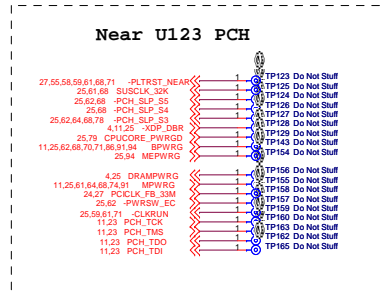 Near U123 PCH
27,55,58,59,61,68,71 -PLTRST_NEAR 1 TP123 Do Not Stuff
25,61,68 SUSCLK_32K 1 TP125 Do Not Stuff
25,62,68 -PCH_SLP_S5 1 TP124 Do Not Stuff
25,68 -PCH_SLP_S4 1 TP126 Do Not Stuff
25,62,64,68,78 -PCH_SLP_S3 1 TP127 Do Not Stuff
4,11,25 -XDP_DBR 1 TP128 Do Not Stuff
25,79 CPUCORE_PWRGD 1 TP129 Do Not Stuff
11,25,62,68,70,71,86,91,94 BPWRG 1 TP143 Do Not Stuff
25,94 MEPWRG 1 TP154 Do Not Stuff
4,25 DRAMPWRG 1 TP156 Do Not Stuff
11,25,61,64,68,74,91 MPWRG 1 TP155 Do Not Stuff
24,27 PCICLK_FB_33M 1 TP158 Do Not Stuff
25,62 -PWRSW_EC 1 TP157 Do Not Stuff
25,59,61,71 -CLKRUN 1 TP159 Do Not Stuff
11,23 PCH_TCK 1 TP160 Do Not Stuff
11,23 PCH_TMS 1 TP163 Do Not Stuff
11,23 PCH_TDO 1 TP162 Do Not Stuff
11,23 PCH_TDI 1 TP165 Do Not Stuff